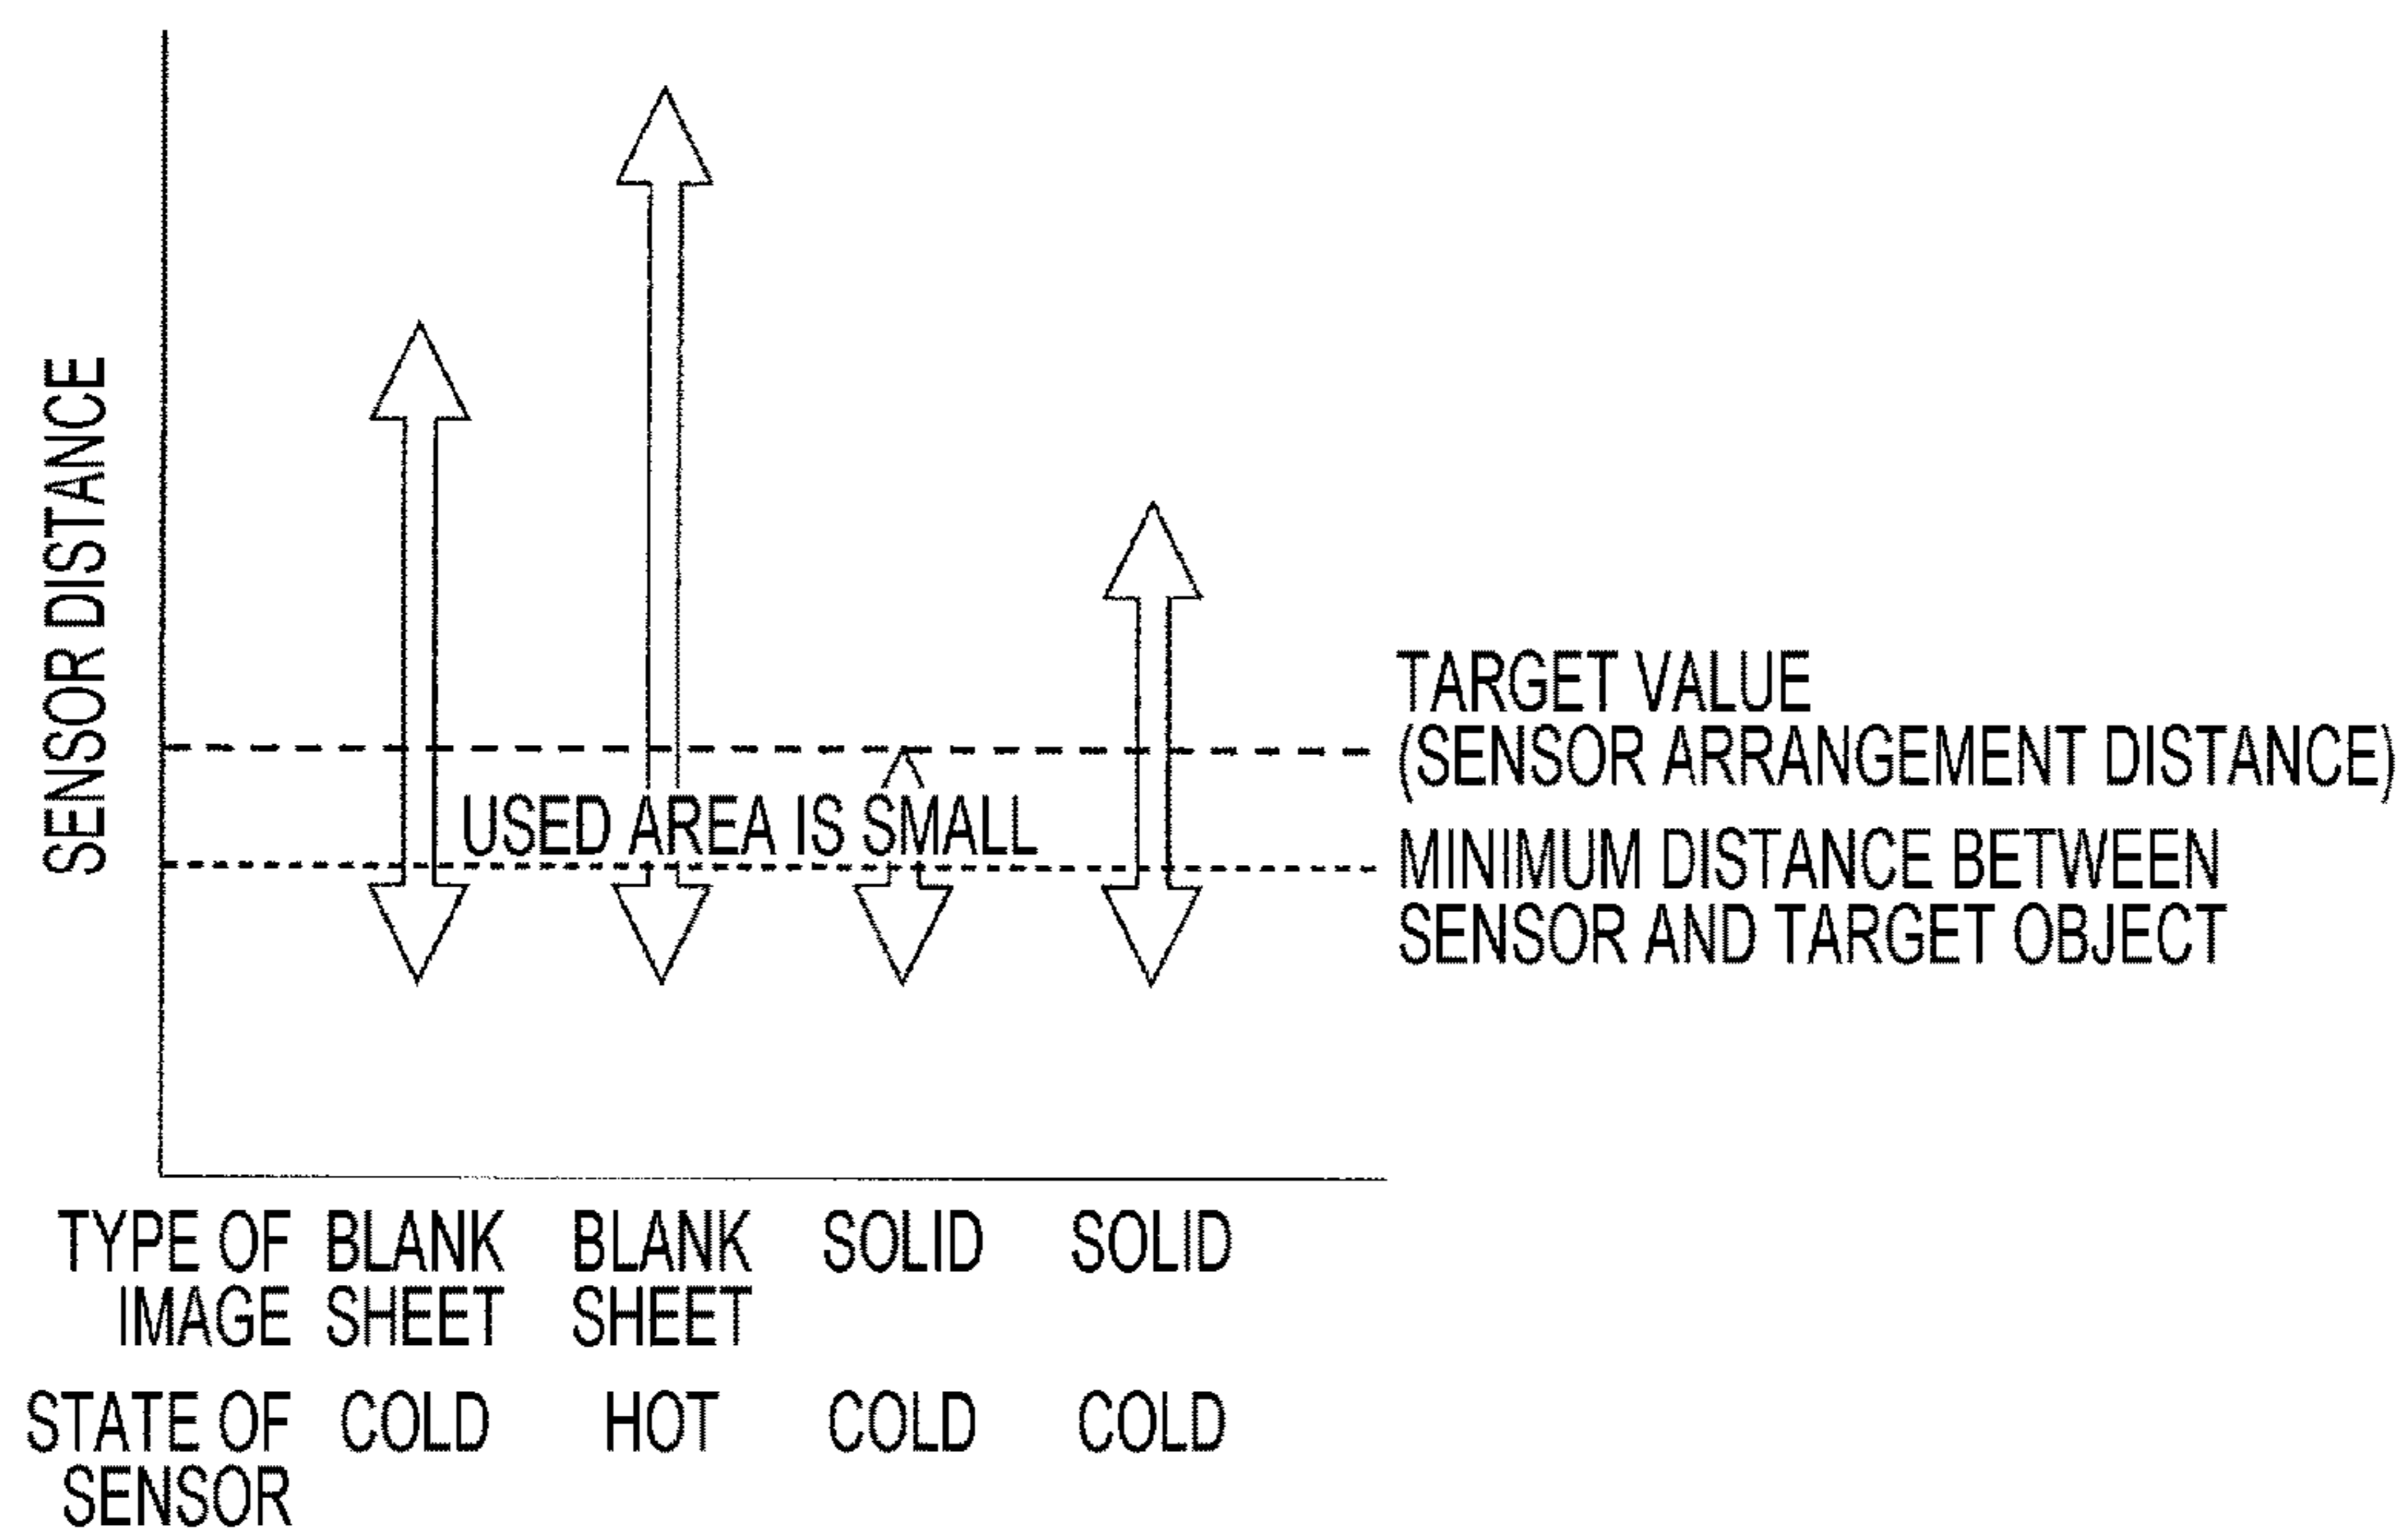 SENSOR DISTANCE
TARGET VALUE
(SENSOR ARRANGEMENT DISTANCE)
USED AREA IS SMALL
MINIMUM DISTANCE BETWEEN
SENSOR AND TARGET OBJECT
TYPE OF BLANK BLANK SOLID SOLID
IMAGE SHEET SHEET
STATE OF COLD HOT COLD COLD
SENSOR